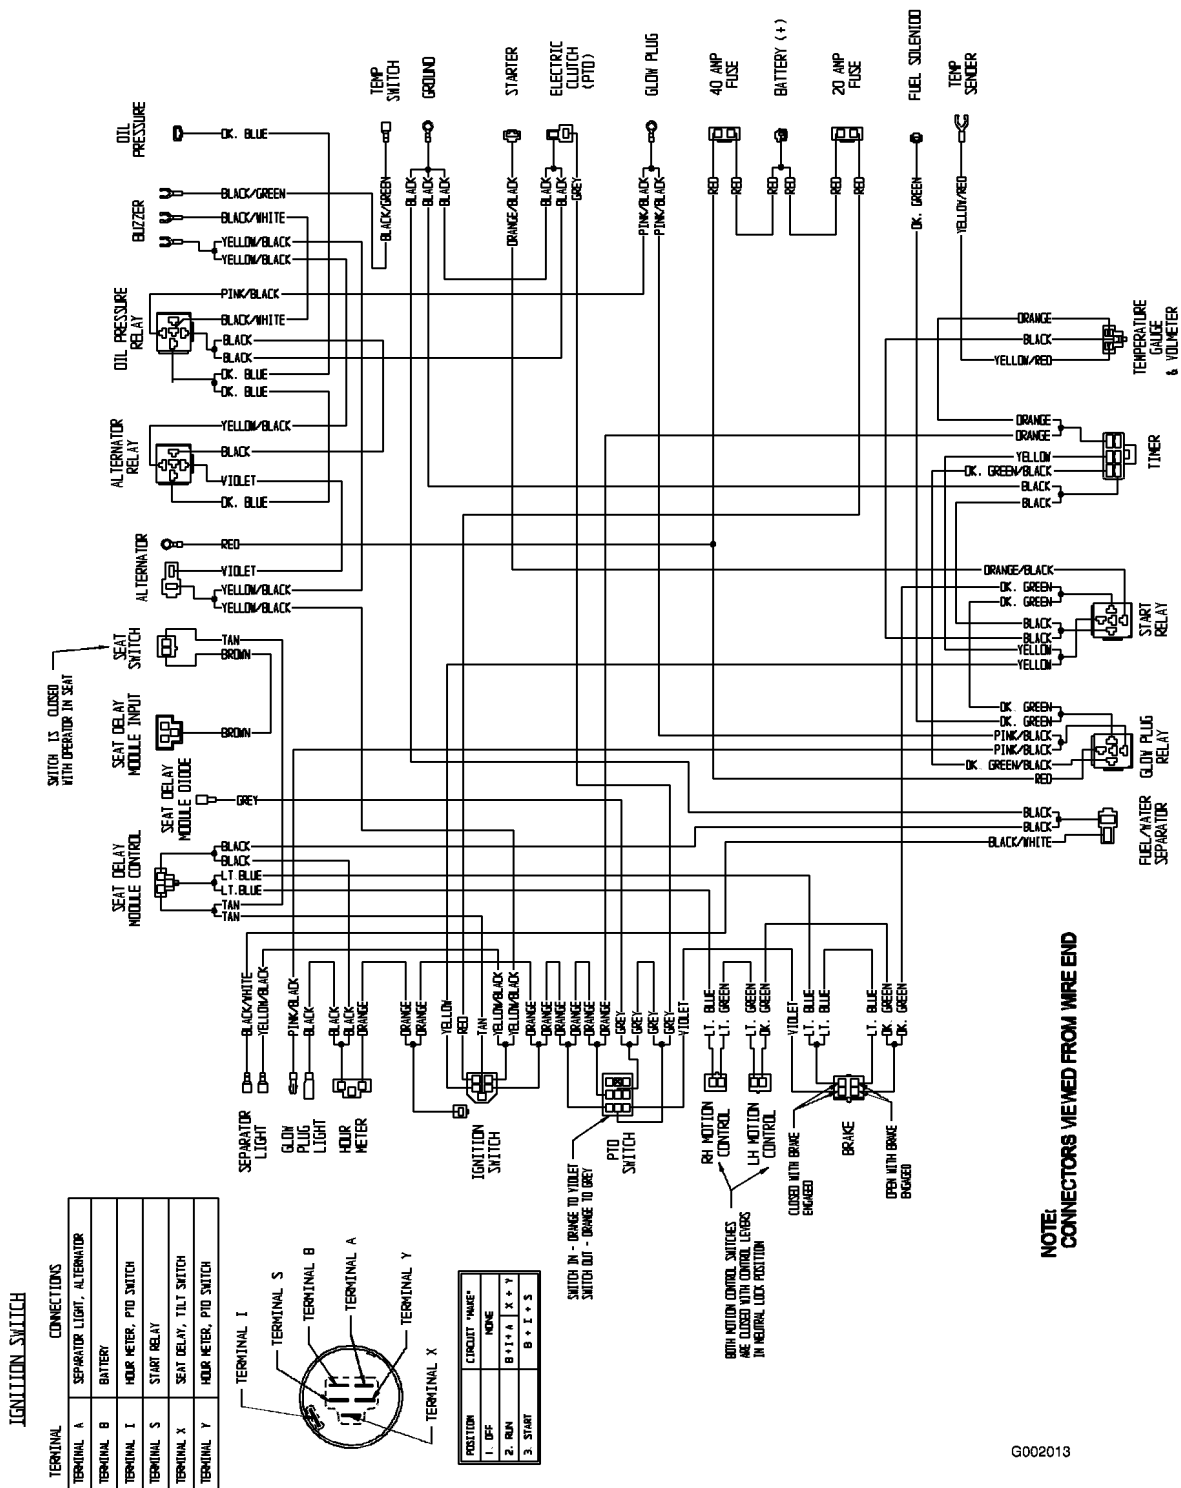 OIL
PRESSURE
DK. BLUE
BUZZER
BLACK/GREEN
BLACK/WHITE
YELLOW/BLACK
YELLOW/BLACK
OIL PRESSURE
RELAY
PINK/BLACK
BLACK/WHITE
BLACK
BLACK
DK. BLUE
DK. BLUE
ALTERNATOR
RELAY
YELLOW/BLACK
BLACK
VIOLET
DK. BLUE
ALTERNATOR
RED
VIOLET
YELLOW/BLACK
YELLOW/BLACK
SEAT
SWITCH
TAN
BROWN
SWITCH IS CLOSED
WITH OPERATOR IN SEAT
SEAT DELAY
MODULE INPUT
BROWN
SEAT DELAY
MODULE DIODE
GREY
SEAT DELAY
MODULE CONTROL
BLACK
BLACK
LT.BLUE
LT.BLUE
TAN
TAN
TEMP
SWITCH
BLACK/GREEN
GROUND
BLACK
BLACK
BLACK
STARTER
ORANGE/BLACK
ELECTRIC
CLUTCH
(PTO)
BLACK
BLACK
GREY
GLOW PLUG
PINK/BLACK
PINK/BLACK
40 AMP
FUSE
RED
RED
BATTERY (+)
RED
RED
20 AMP
FUSE
RED
RED
FUEL SOLENOID
DK. GREEN
TEMP
SENDER
YELLOW/RED
TEMPERATURE
GAUGE
& VOLMETER
ORANGE
BLACK
YELLOW/RED
TIMER
ORANGE
ORANGE
YELLOW
DK. GREEN/BLACK
BLACK
BLACK
START
RELAY
ORANGE/BLACK
DK. GREEN
DK. GREEN
BLACK
BLACK
YELLOW
YELLOW
GLOW PLUG
RELAY
DK. GREEN
DK. GREEN
PINK/BLACK
PINK/BLACK
DK. GREEN/BLACK
RED
FUEL/WATER
SEPARATOR
BLACK
BLACK
BLACK/WHITE
BLACK/WHITE
YELLOW/BLACK
SEPARATOR
LIGHT
PINK/BLACK
BLACK
GLOW
PLUG
LIGHT
BLACK
BLACK
ORANGE
HOUR
METER
ORANGE
ORANGE
YELLOW
RED
TAN
YELLOW/BLACK
YELLOW/BLACK
ORANGE
ORANGE
IGNITION
SWITCH
ORANGE
ORANGE
ORANGE
GREY
GREY
GREY
GREY
VIOLET
PTO
SWITCH
SWITCH IN - ORANGE TO VIOLET
SWITCH OUT - ORANGE TO GREY
LT. BLUE
LT. GREEN
RH MOTION
CONTROL
LT. GREEN
DK. GREEN
LH MOTION
CONTROL
BOTH MOTION CONTROL SWITCHES
ARE CLOSED WITH CONTROL LEVERS
IN NEUTRAL LOCK POSITION
VIOLET
LT. BLUE
LT. BLUE
LT. BLUE
DK. GREEN
DK. GREEN
CLOSED WITH BRAKE
ENGAGED
BRAKE
OPEN WITH BRAKE
ENGAGED
NOTE:
CONNECTORS VIEWED FROM WIRE END
IGNITION SWITCH
TERMINAL CONNECTIONS
TERMINAL A SEPARATOR LIGHT, ALTERNATOR
TERMINAL B BATTERY
TERMINAL I HOUR METER, PTO SWITCH
TERMINAL S START RELAY
TERMINAL X SEAT DELAY, TILT SWITCH
TERMINAL Y HOUR METER, PTO SWITCH
TERMINAL I
TERMINAL S
TERMINAL B
TERMINAL A
TERMINAL Y
TERMINAL X
POSITION CIRCUIT "MAKE"
1. OFF NONE
2. RUN B+I+A X+Y
3. START B + I + S
G002013